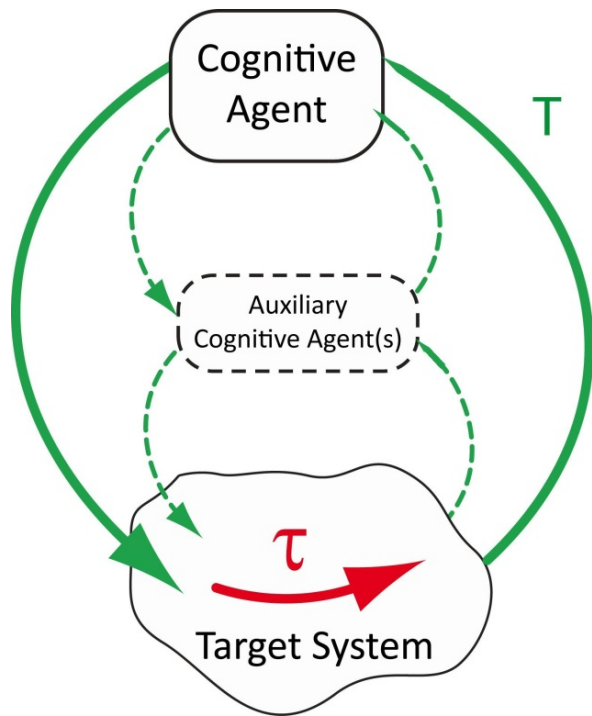 Cognitive
Agent
T
Auxiliary
Cognitive Agent(s)
τ
Target System